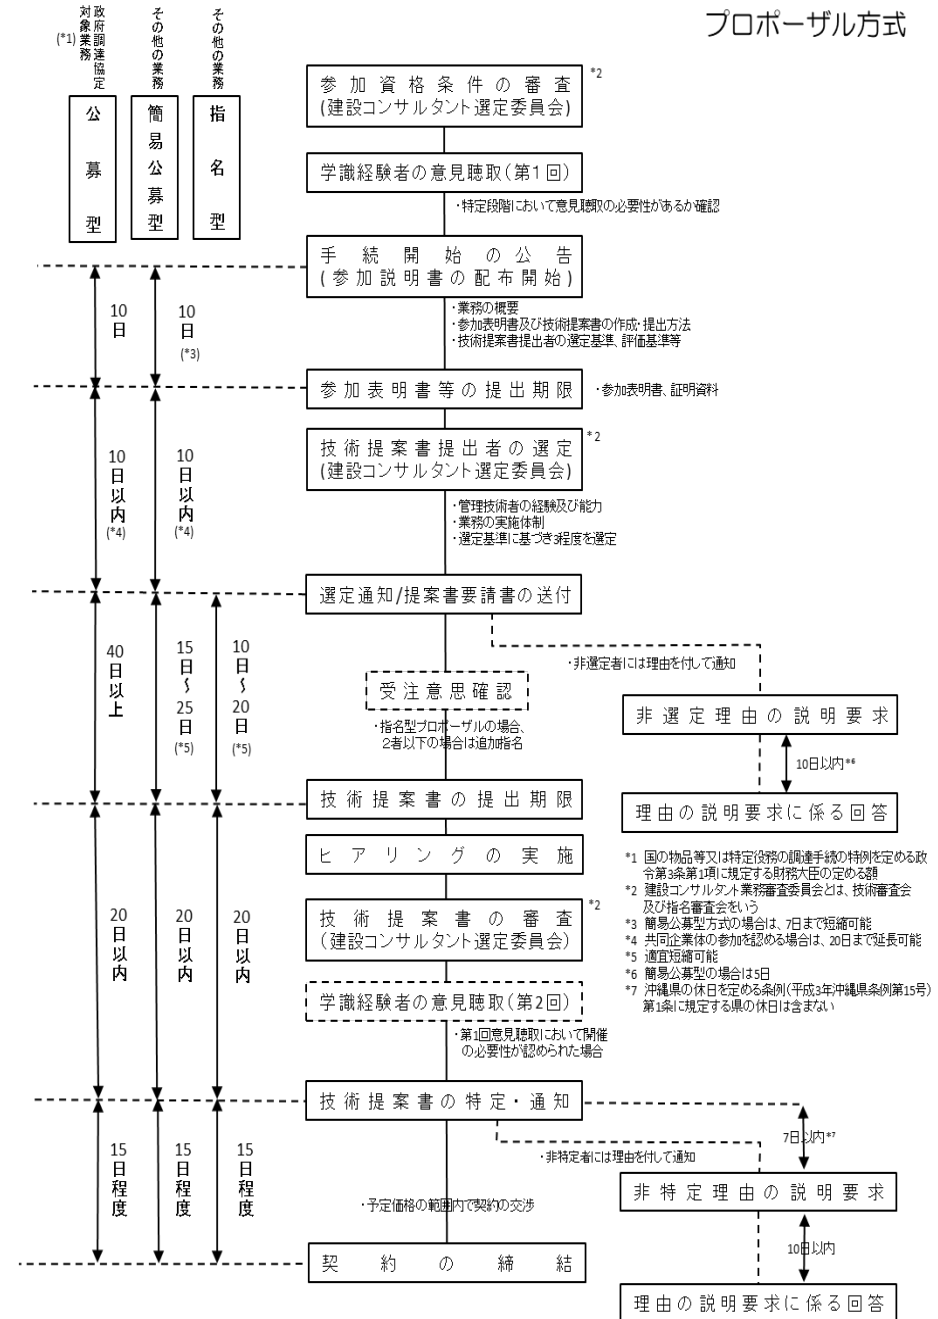 プロポーザル方式
政府調達協定
対象業務
(*1)
その他の業務
その他の業務
公募型
簡易公募型
指名型
参加資格条件の審査
(建設コンサルタント選定委員会)
*2
学識経験者の意見聴取(第1回)
・特定段階において意見聴取の必要性があるか確認
手続開始の公告
(参加説明書の配布開始)
・業務の概要
・参加表明書及び技術提案書の作成・提出方法
・技術提案書提出者の選定基準、評価基準等
10日
10日
(*3)
参加表明書等の提出期限
・参加表明書、証明資料
技術提案書提出者の選定
(建設コンサルタント選定委員会)
*2
・管理技術者の経験及び能力
・業務の実施体制
・選定基準に基づき3程度を選定
10日以内
(*4)
10日以内
(*4)
選定通知/提案書要請書の送付
・非選定者には理由を付して通知
40日以上
15日～25日
(*5)
10日～20日
(*5)
受注意思確認
・指名型プロポーザルの場合、
2者以下の場合は追加指名
非選定理由の説明要求
10日以内*6
理由の説明要求に係る回答
技術提案書の提出期限
ヒアリングの実施
技術提案書の審査
(建設コンサルタント選定委員会)
*2
学識経験者の意見聴取(第2回)
・第1回意見聴取において開催
の必要性が認められた場合
20日以内
20日以内
20日以内
*1 国の物品等又は特定役務の調達手続の特例を定める政
令第3条第1項に規定する財務大臣の定める額
*2 建設コンサルタント業務審査委員会とは、技術審査会
及び指名審査会をいう
*3 簡易公募型方式の場合は、7日まで短縮可能
*4 共同企業体の参加を認める場合は、20日まで延長可能
*5 適宜短縮可能
*6 簡易公募型の場合は5日
*7 沖縄県の休日を定める条例(平成3年沖縄県条例第15号)
第1条に規定する県の休日は含まない
技術提案書の特定・通知
7日以内*7
・非特定者には理由を付して通知
15日程度
15日程度
15日程度
非特定理由の説明要求
・予定価格の範囲内で契約の交渉
10日以内
契約の締結
理由の説明要求に係る回答